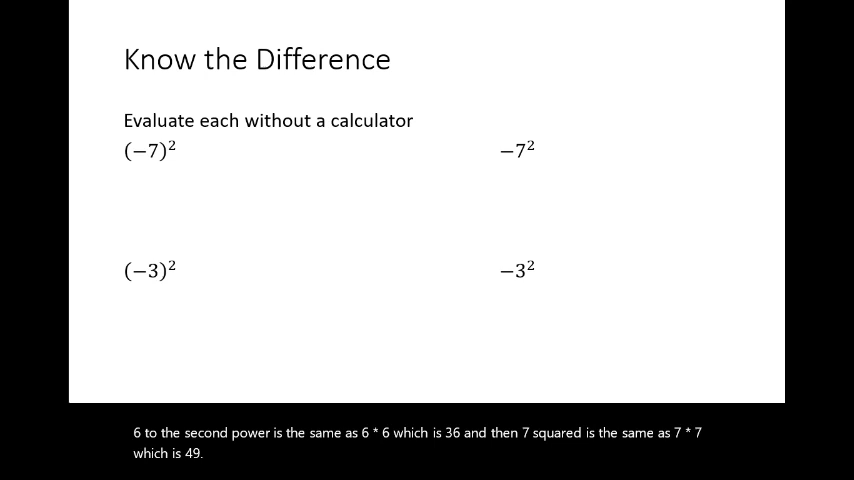 Know the Difference
Evaluate each without a calculator
(−7)² −7²
(−3)² −3²
6 to the second power is the same as 6 * 6 which is 36 and then 7 squared is the same as 7 * 7
which is 49.